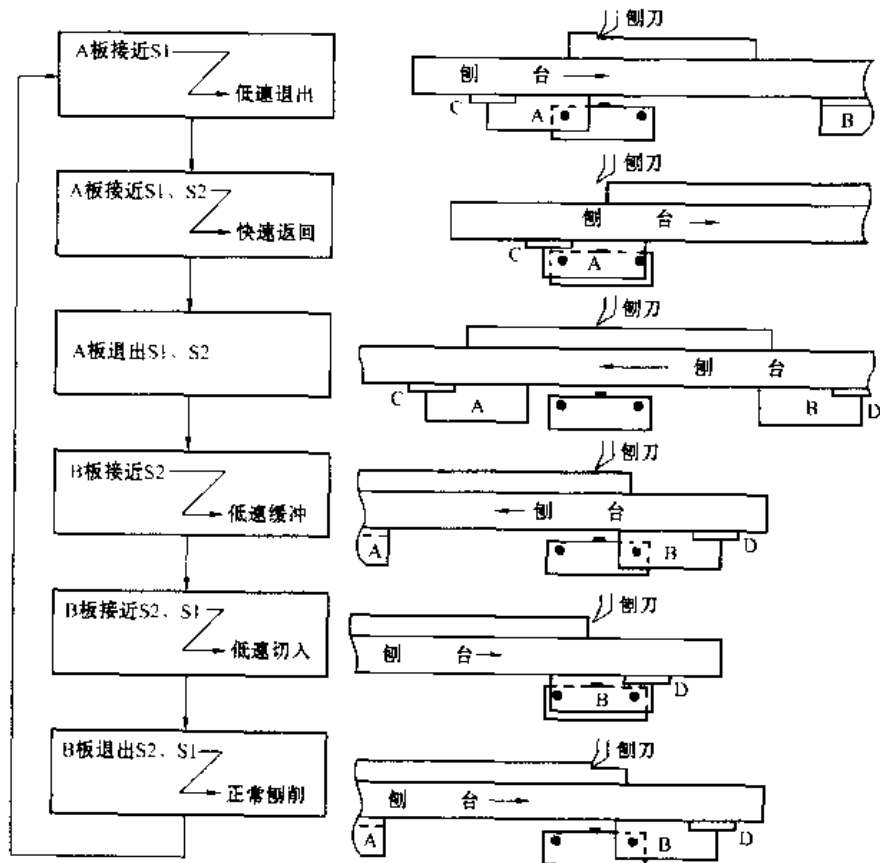 A板接近S1
低速退出
刨刀
刨 台
C
A
B
A板接近S1、S2
快速返回
刨刀
刨 台
C
A
A板退出S1、S2
刨刀
刨 台
C
A
B
D
B板接近S2
低速缓冲
刨刀
刨 台
A
B
D
B板接近S2、S1
低速切入
刨刀
刨 台
B
D
B板退出S2、S1
正常刨削
刨刀
刨 台
A
B
D